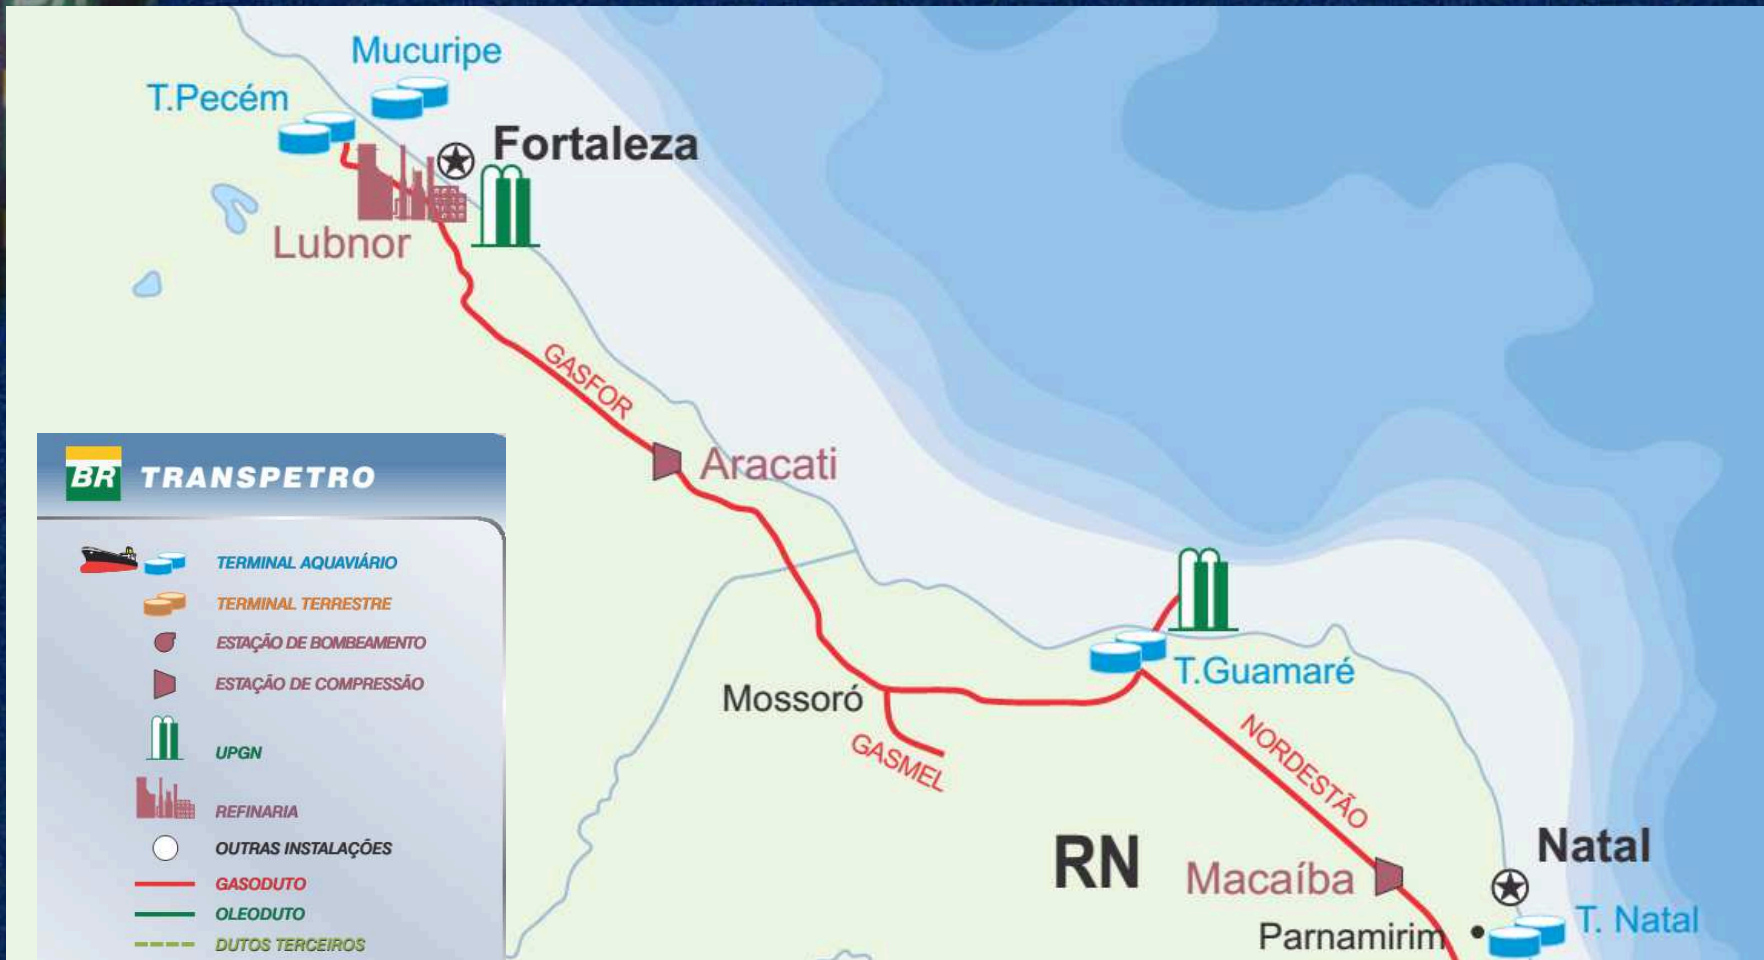 Mucuripe
T.Pecém
Fortaleza
Lubnor
GASFOR
Aracati
T.Guamaré
Mossoró
GASMEL
NORDESTÃO
RN
Natal
Macaíba
T. Natal
Parnamirim
BR TRANSPETRO
TERMINAL AQUAVIÁRIO
TERMINAL TERRESTRE
ESTAÇÃO DE BOMBEAMENTO
ESTAÇÃO DE COMPRESSÃO
UPGN
REFINARIA
OUTRAS INSTALAÇÕES
GASODUTO
OLEODUTO
DUTOS TERCEIROS